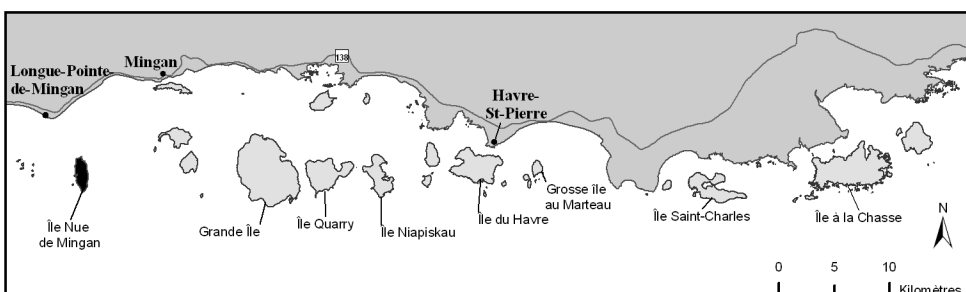 138
Mingan
Longue-Pointe-
de-Mingan
Havre-
St-Pierre
Île Nue
de Mingan
Grande Île
Île Quarry
Île Niapiskau
Île du Havre
Grosse île
au Marteau
Île Saint-Charles
Île à la Chasse
N
0 5 10
Kilomètres